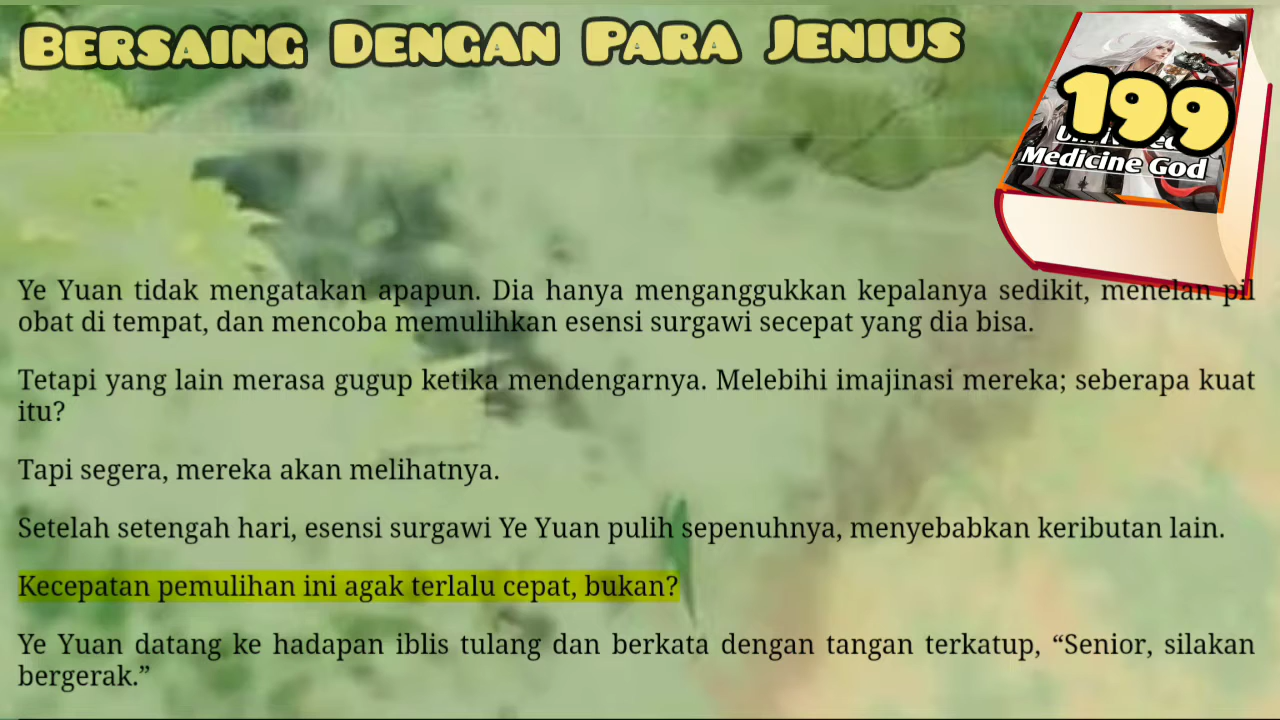 Bersaing Dengan Para Jenius
199
Medicine God
Ye Yuan tidak mengatakan apapun. Dia hanya menganggukkan kepalanya sedikit, menelan pil
obat di tempat, dan mencoba memulihkan esensi surgawi secepat yang dia bisa.
Tetapi yang lain merasa gugup ketika mendengarnya. Melebihi imajinasi mereka; seberapa kuat
itu?
Tapi segera, mereka akan melihatnya.
Setelah setengah hari, esensi surgawi Ye Yuan pulih sepenuhnya, menyebabkan keributan lain.
Kecepatan pemulihan ini agak terlalu cepat, bukan?
Ye Yuan datang ke hadapan iblis tulang dan berkata dengan tangan terkatup, “Senior, silakan
bergerak.”